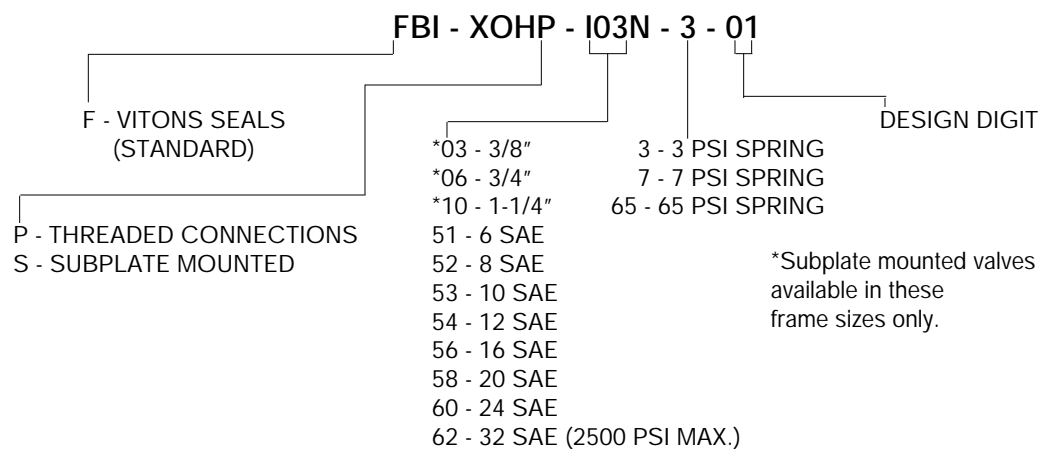 FBI - XOHP - I03N - 3 - 01
F - VITONS SEALS
(STANDARD)
DESIGN DIGIT
P - THREADED CONNECTIONS
S - SUBPLATE MOUNTED
*03 - 3/8"
*06 - 3/4"
*10 - 1-1/4"
51 - 6 SAE
52 - 8 SAE
53 - 10 SAE
54 - 12 SAE
56 - 16 SAE
58 - 20 SAE
60 - 24 SAE
62 - 32 SAE (2500 PSI MAX.)
3 - 3 PSI SPRING
7 - 7 PSI SPRING
65 - 65 PSI SPRING
*Subplate mounted valves
available in these
frame sizes only.